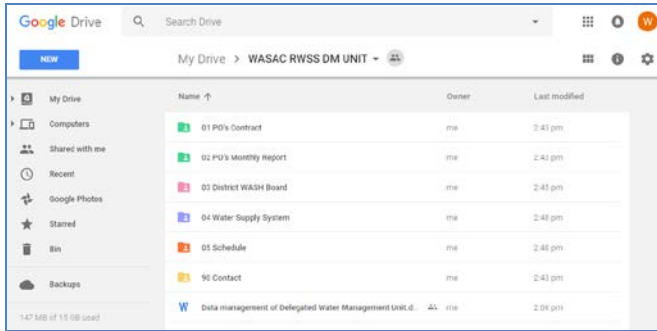 Google Drive Search Drive W
NEW My Drive > WASAC RWSS DM UNIT
Name ↑ Owner Last modified
My Drive
Computers
Shared with me
Recent
Google Photos
Starred
Bin
Backups
147 MB of 15 GB used
01 PO's Contract me 2:43 pm
02 PO's Monthly Report me 2:43 pm
03 District WASH Board me 2:45 pm
04 Water Supply System me 2:48 pm
05 Schedule me 2:48 pm
90 Contact me 2:43 pm
W Data management of Delegated Water Management Unit.d.. me 2:09 pm